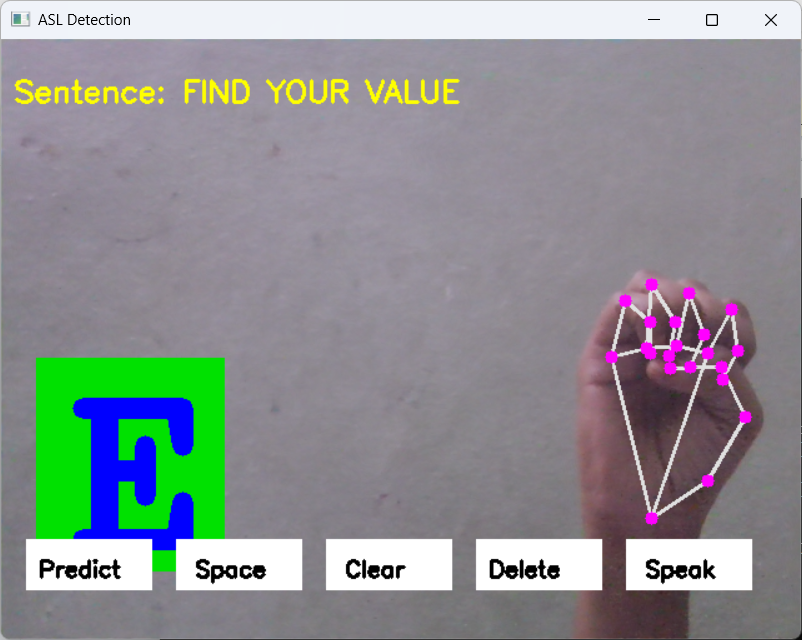 ASL Detection
Sentence: FIND YOUR VALUE
E
Predict Space Clear Delete Speak